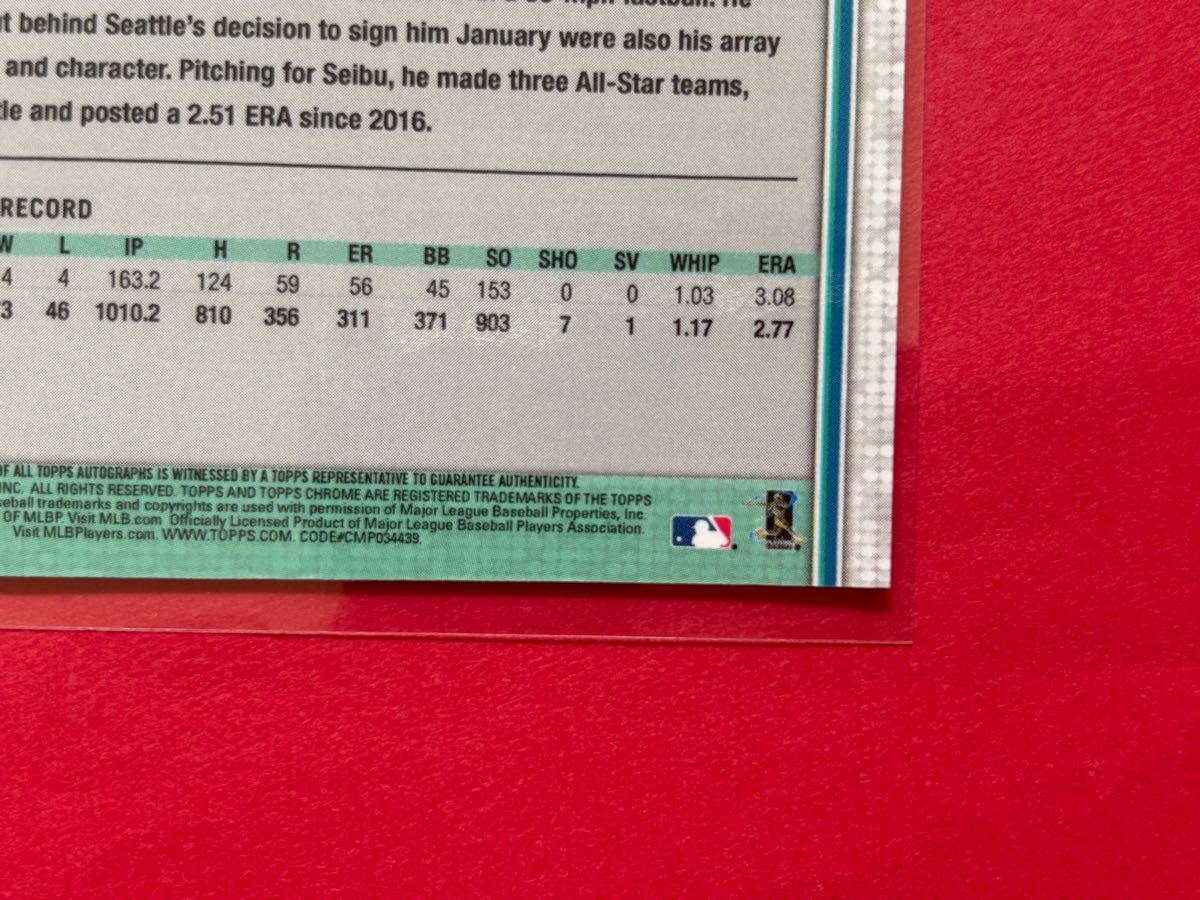 t behind Seattle's decision to sign him January were also his array
and character. Pitching for Seibu, he made three All-Star teams,
tle and posted a 2.51 ERA since 2016.
RECORD
W L IP H R ER BB SO SHO SV WHIP ERA
4 4 163.2 124 59 56 45 153 0 0 1.03 3.08
3 46 1010.2 810 356 311 371 903 7 1 1.17 2.77
OF ALL TOPPS AUTOGRAPHS IS WITNESSED BY A TOPPS REPRESENTATIVE TO GUARANTEE AUTHENTICITY.
INC. ALL RIGHTS RESERVED. TOPPS AND TOPPS CHROME ARE REGISTERED TRADEMARKS OF THE TOPPS
seball trademarks and copyrights are used with permission of Major League Baseball Properties, Inc.
OF MLBP. Visit MLB.com Officially Licensed Product of Major League Baseball Players Association.
Visit MLBPlayers.com. WWW.TOPPS.COM. CODE#CMP034439.